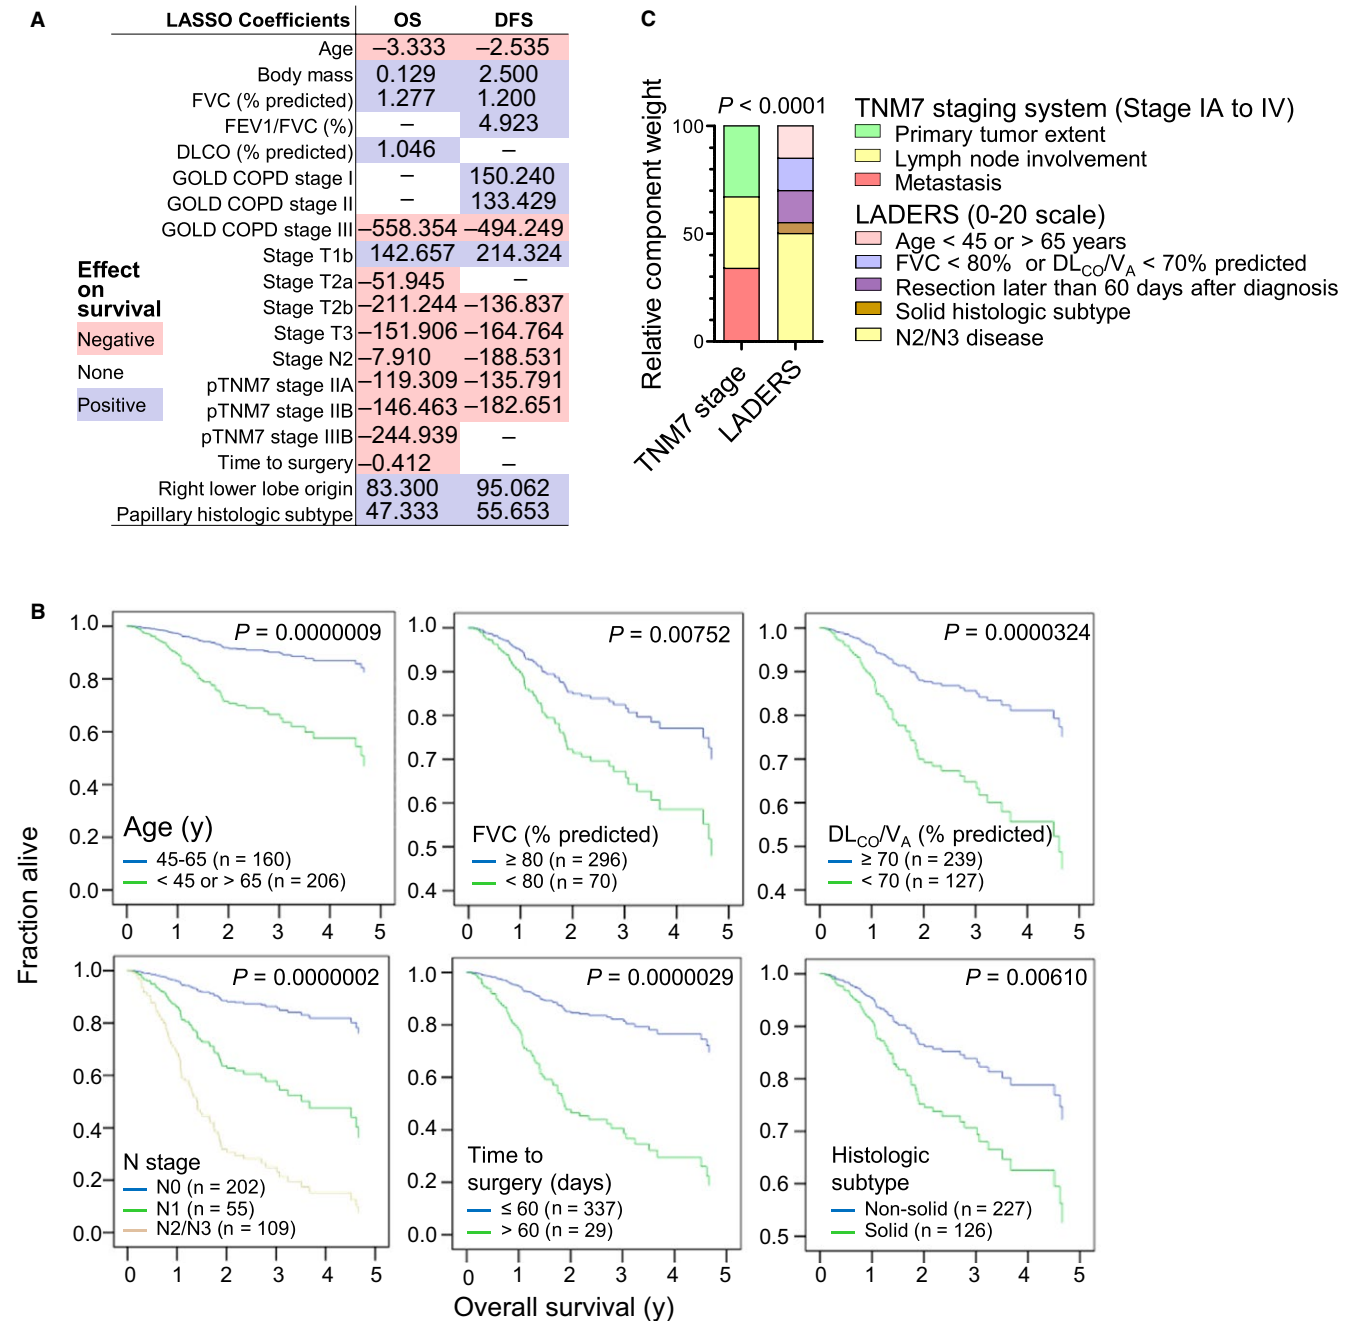 A
LASSO Coefficients OS DFS
Age –3.333 –2.535
Body mass 0.129 2.500
FVC (% predicted) 1.277 1.200
FEV1/FVC (%) – 4.923
DLCO (% predicted) 1.046 –
GOLD COPD stage I – 150.240
GOLD COPD stage II – 133.429
GOLD COPD stage III –558.354 –494.249
Stage T1b 142.657 214.324
Stage T2a –51.945 –
Stage T2b –211.244 –136.837
Stage T3 –151.906 –164.764
Stage N2 –7.910 –188.531
pTNM7 stage IIA –119.309 –135.791
pTNM7 stage IIB –146.463 –182.651
pTNM7 stage IIIB –244.939 –
Time to surgery –0.412 –
Right lower lobe origin 83.300 95.062
Papillary histologic subtype 47.333 55.653
Effect
on
survival
Negative
None
Positive
C
P < 0.0001
Relative component weight
100
50
0
TNM7 stage
LADERS
TNM7 staging system (Stage IA to IV)
Primary tumor extent
Lymph node involvement
Metastasis
LADERS (0-20 scale)
Age < 45 or > 65 years
FVC < 80% or DLCO/VA < 70% predicted
Resection later than 60 days after diagnosis
Solid histologic subtype
N2/N3 disease
B
Fraction alive
1.0
0.8
0.6
0.4
0.2
0.0
P = 0.0000009
Age (y)
45-65 (n = 160)
< 45 or > 65 (n = 206)
0 1 2 3 4 5
1.0
0.9
0.8
0.7
0.6
0.5
0.4
P = 0.00752
FVC (% predicted)
≥ 80 (n = 296)
< 80 (n = 70)
0 1 2 3 4 5
1.0
0.9
0.8
0.7
0.6
0.5
0.4
P = 0.0000324
DLCO/VA (% predicted)
≥ 70 (n = 239)
< 70 (n = 127)
0 1 2 3 4 5
1.0
0.8
0.6
0.4
0.2
0.0
P = 0.0000002
N stage
N0 (n = 202)
N1 (n = 55)
N2/N3 (n = 109)
0 1 2 3 4 5
1.0
0.8
0.6
0.4
0.2
0.0
P = 0.0000029
Time to
surgery (days)
≤ 60 (n = 337)
> 60 (n = 29)
0 1 2 3 4 5
1.0
0.9
0.8
0.7
0.6
0.5
P = 0.00610
Histologic
subtype
Non-solid (n = 227)
Solid (n = 126)
0 1 2 3 4 5
Overall survival (y)